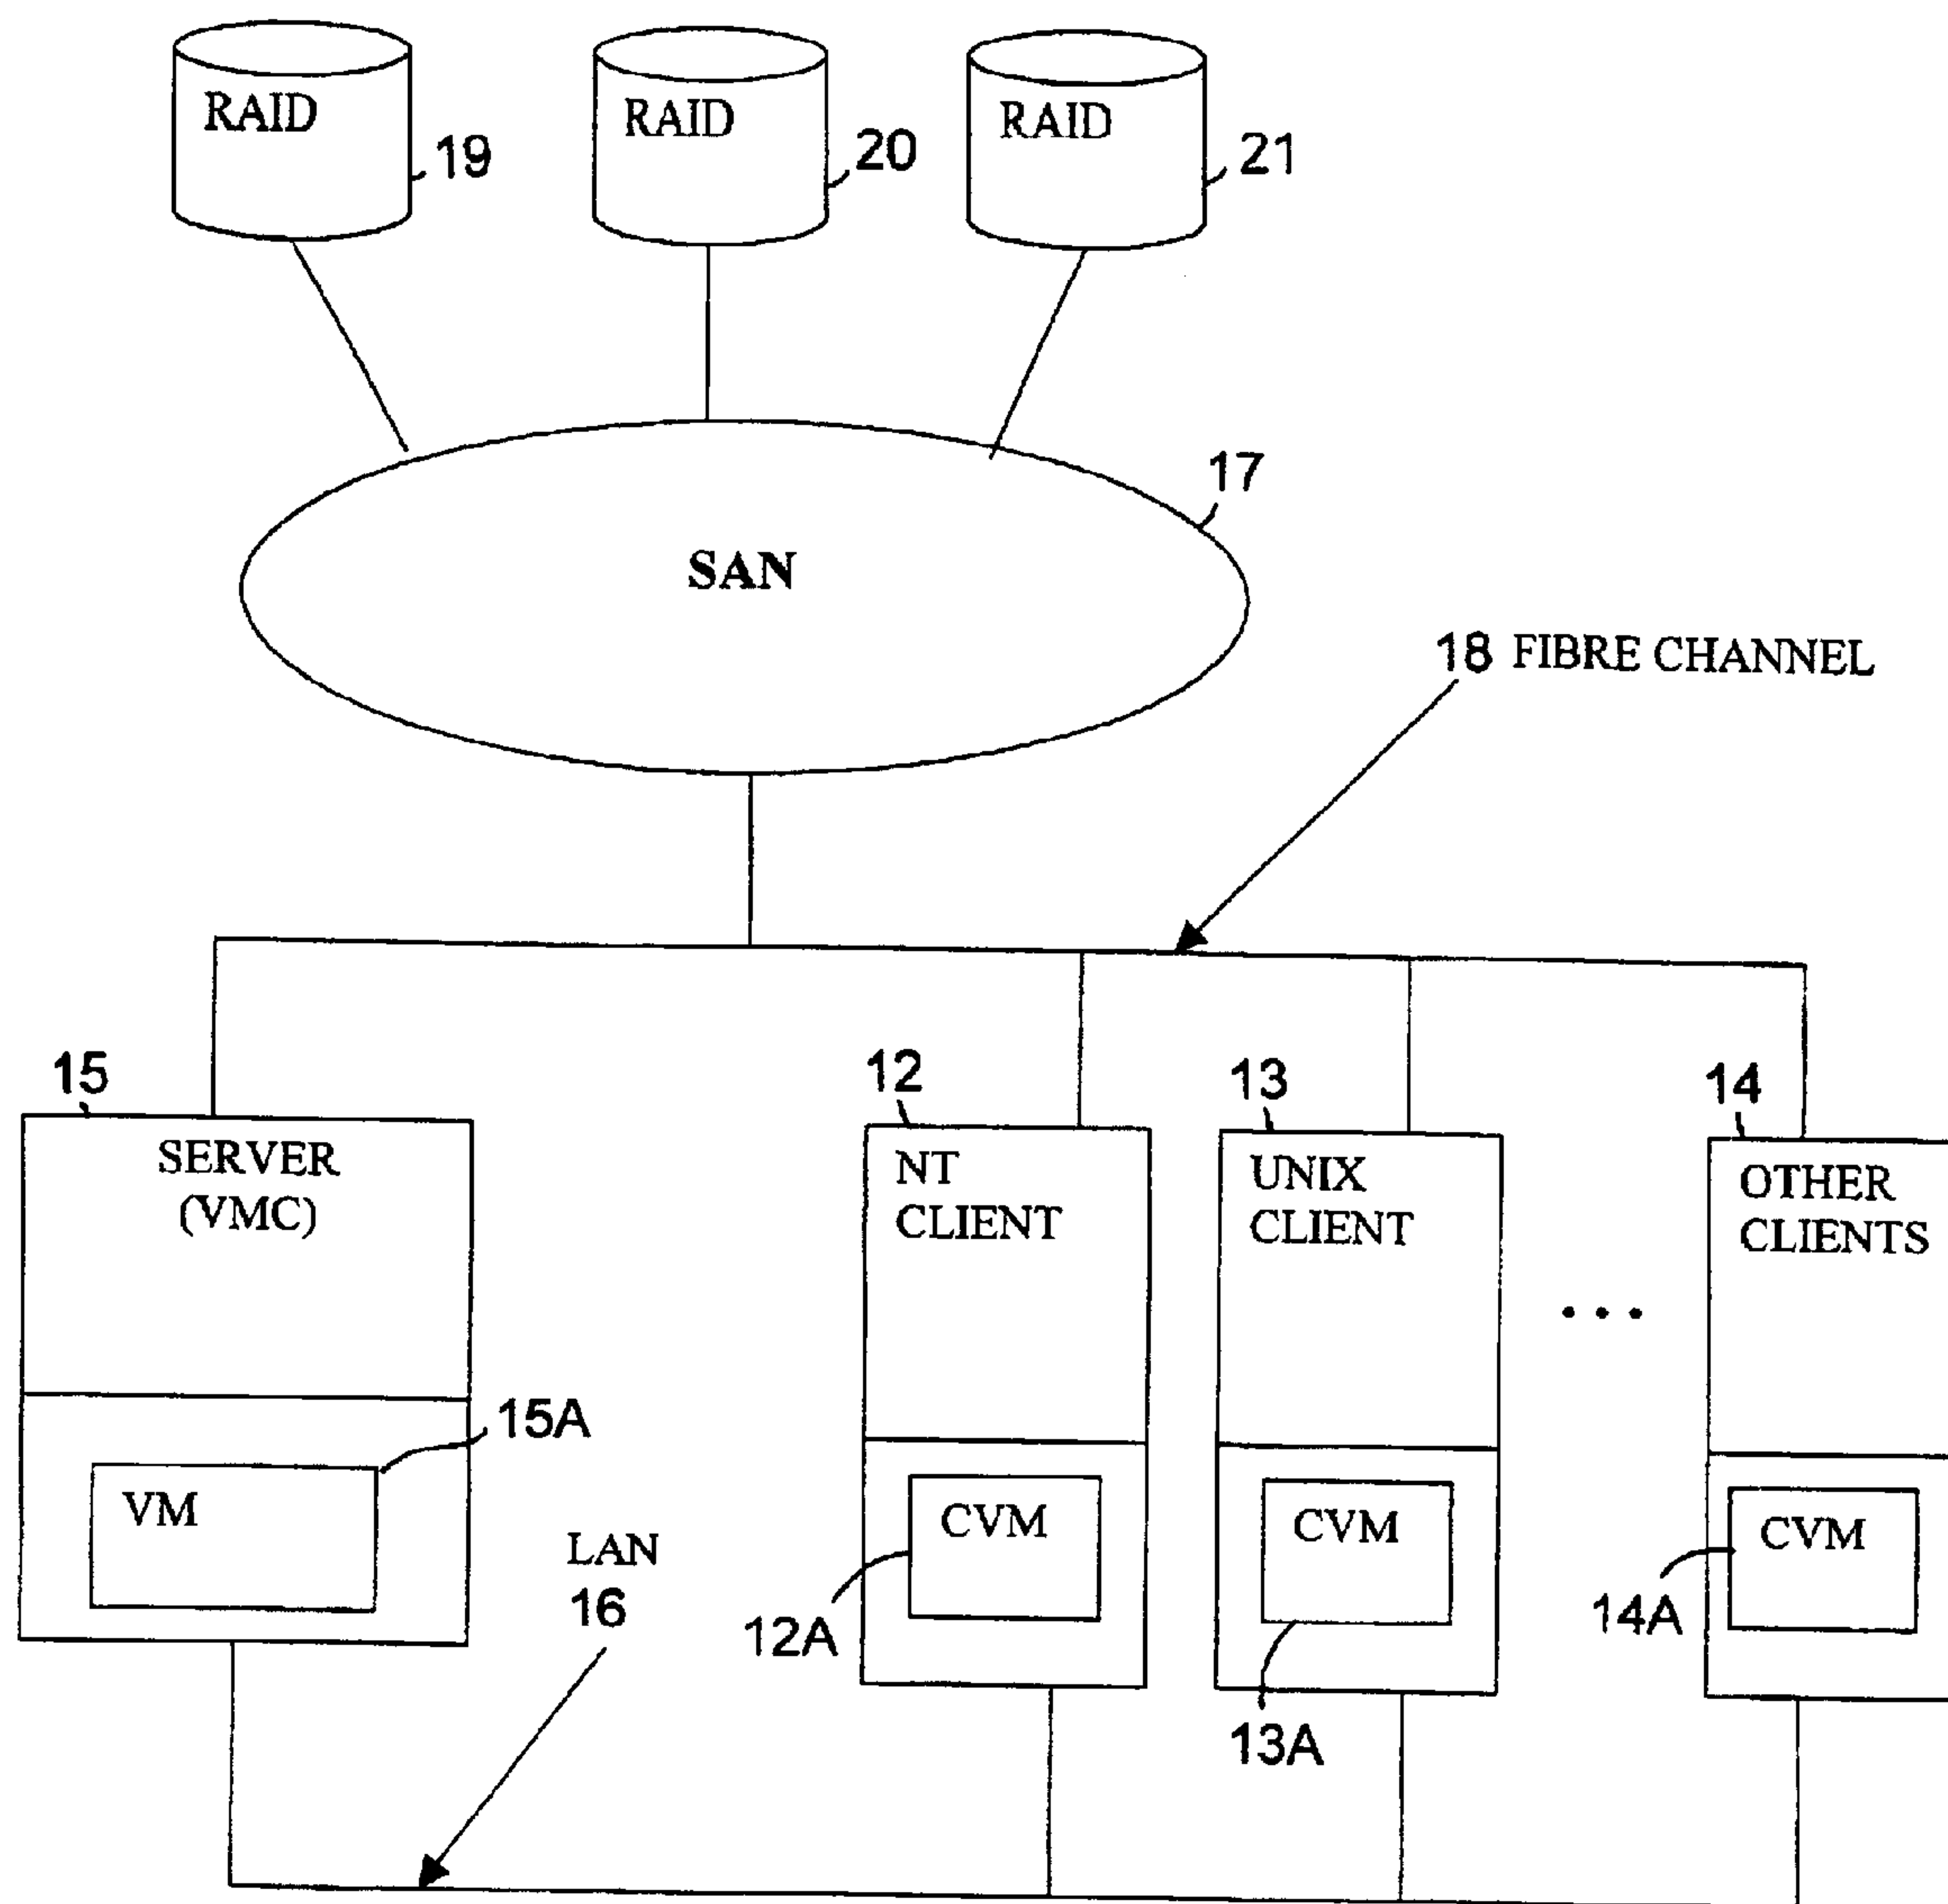 RAID
19
RAID
20
RAID
21
17
SAN
18 FIBRE CHANNEL
15
12
13
14
SERVER
(VMC)
NT
CLIENT
UNIX
CLIENT
OTHER
CLIENTS
...
15A
VM
LAN
16
CVM
12A
CVM
13A
CVM
14A